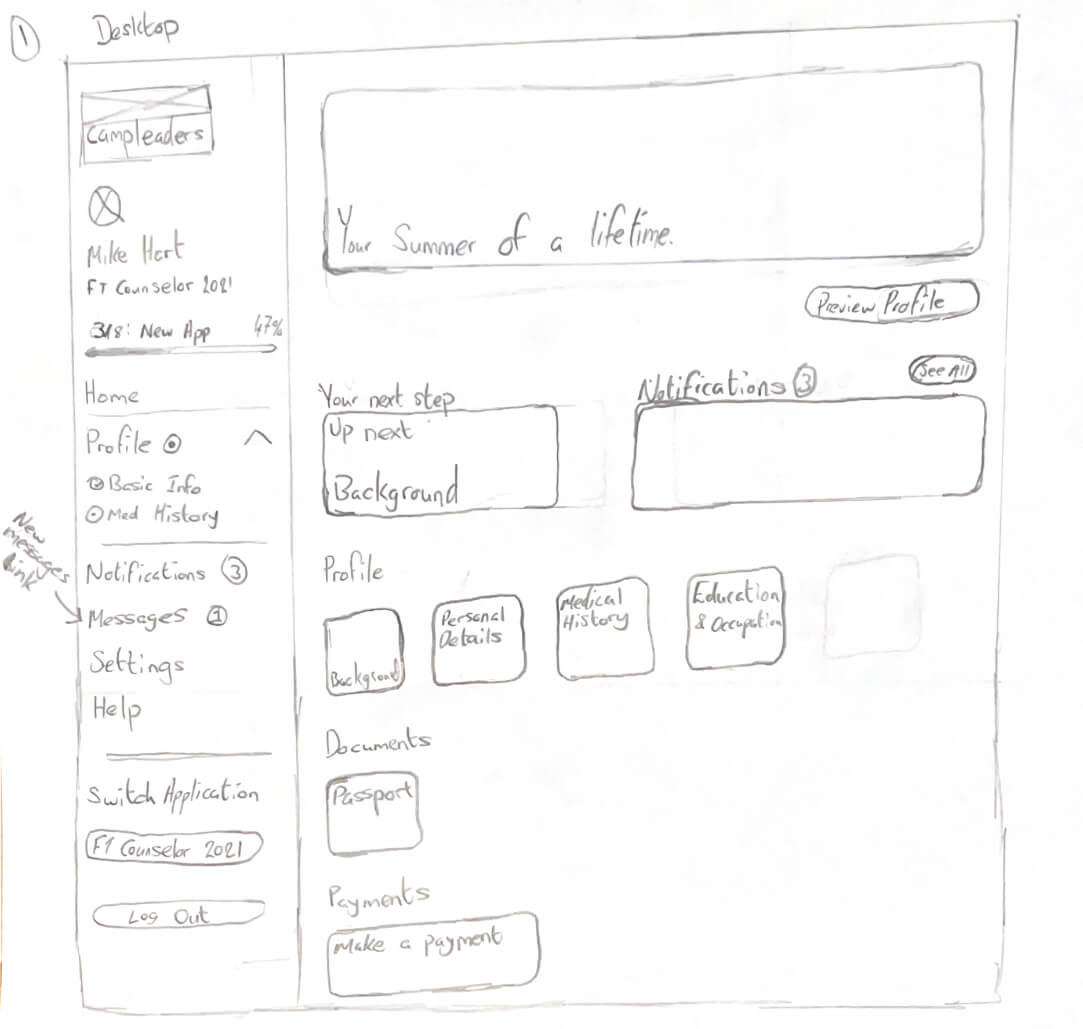 1
Desktop
Campleaders
Mike Hart
FT Counselor 2021
3/8: New App 47%
Home
Profile
Basic Info
Med History
New
messages
link
Notifications 3
Messages 1
Settings
Help
Switch Application
FT Counselor 2021
Log Out
Your Summer of a lifetime.
Preview Profile
Your next step
Up next
Background
Notifications 3
See All
Profile
Background
Personal
Details
Medical
History
Education
& Occupation
Documents
Passport
Payments
Make a payment